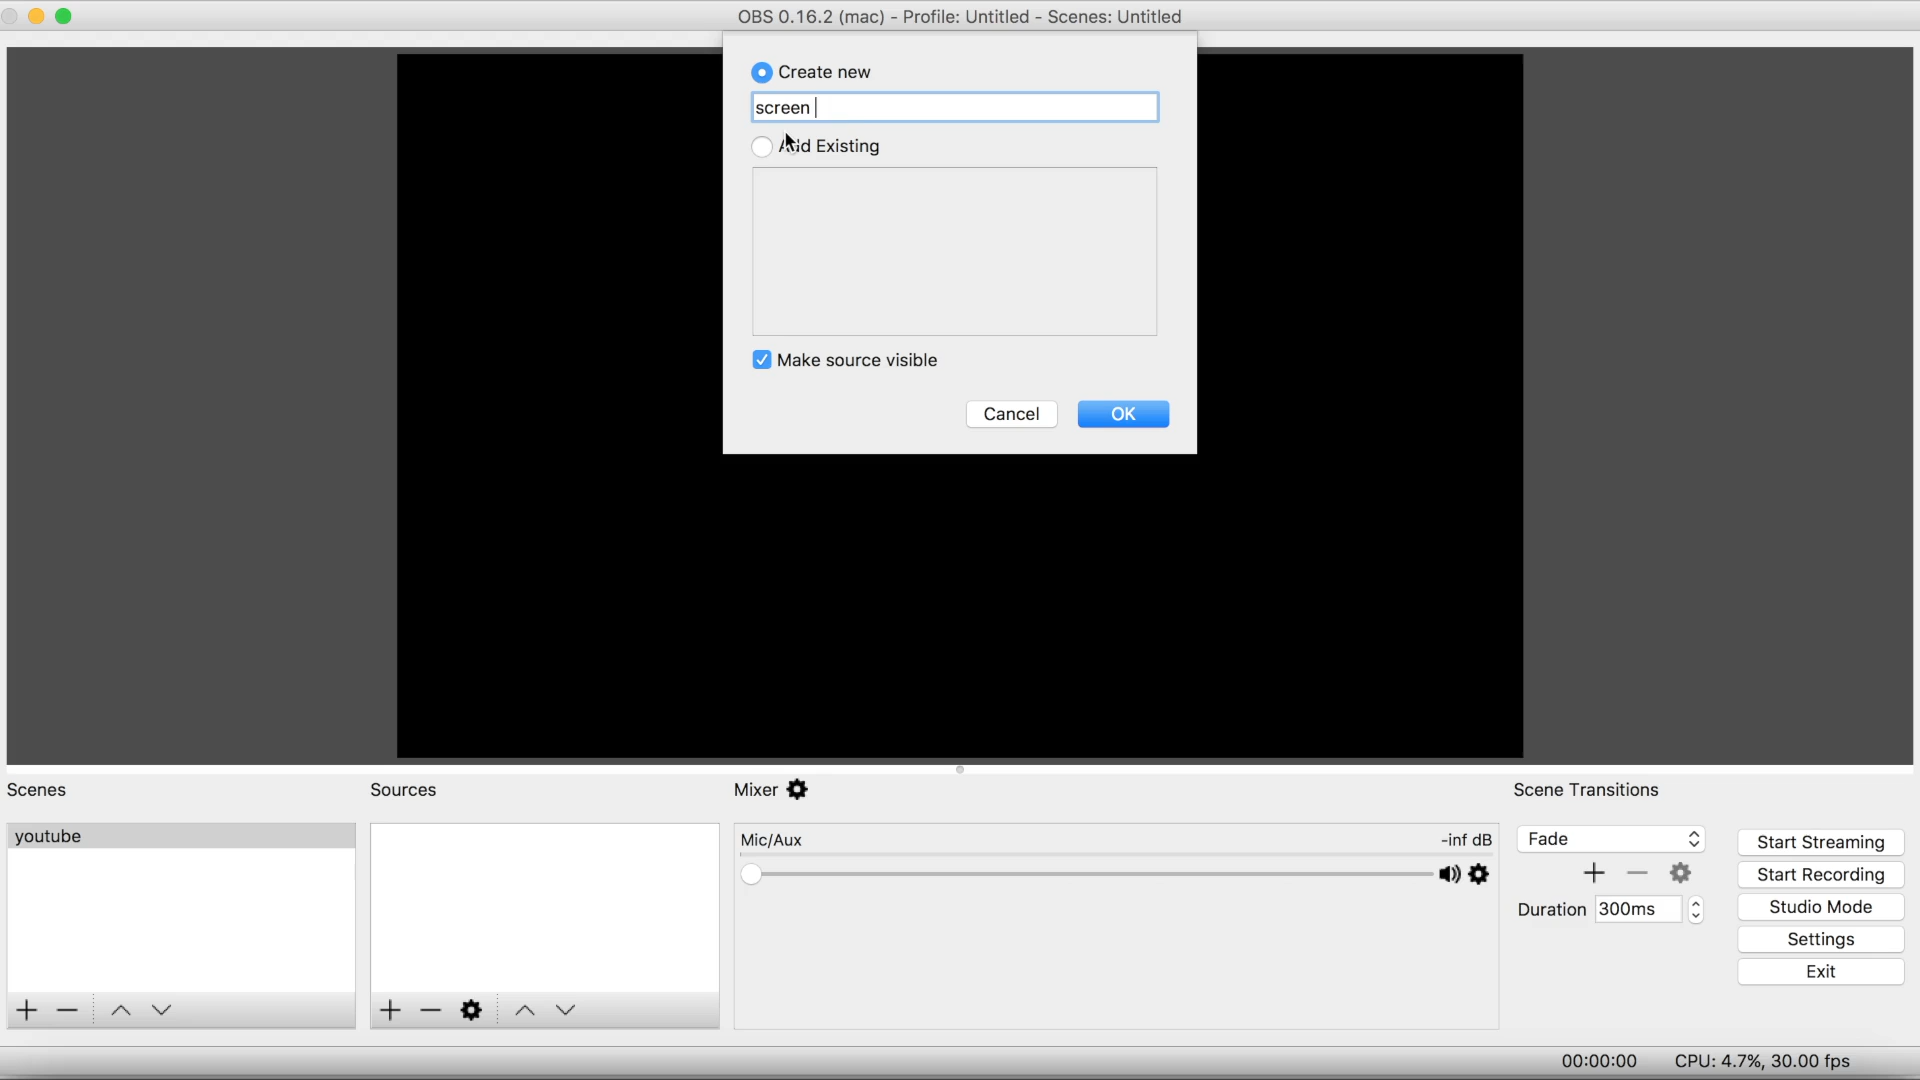 OBS 0.16.2 (mac) - Profile: Untitled - Scenes: Untitled
Create new
screen
Add Existing
Make source visible
Cancel
OK
Scenes
Sources
Mixer
Scene Transitions
youtube
Mic/Aux
-inf dB
Fade
Duration 300ms
Start Streaming
Start Recording
Studio Mode
Settings
Exit
00:00:00
CPU: 4.7%, 30.00 fps